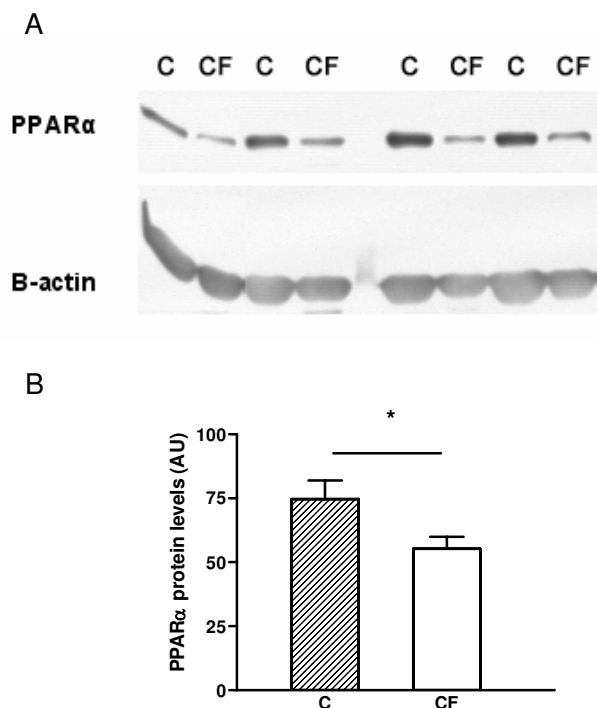 A
C CF C CF C CF C CF
PPARα
B-actin
B
*
PPARα protein levels (AU)
100
75
50
25
0
C CF